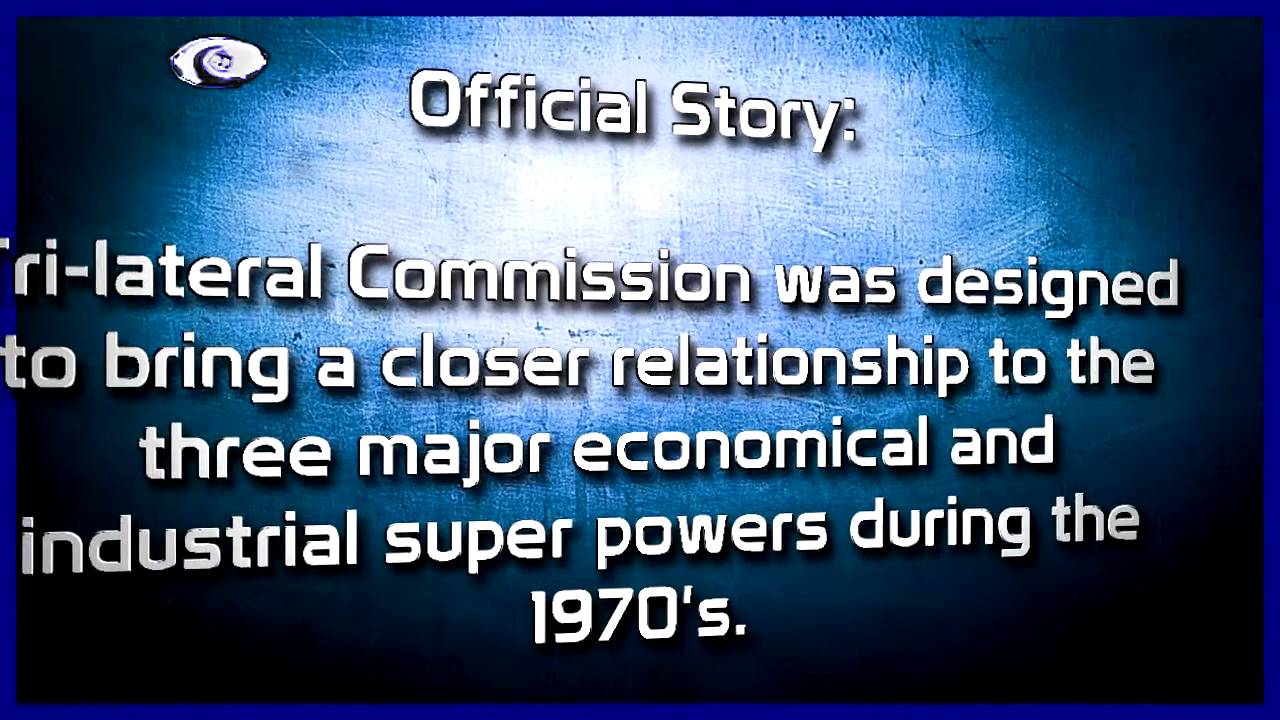 Official Story:
Tri-lateral Commission was designed
to bring a closer relationship to the
three major economical and
industrial super powers during the
1970's.